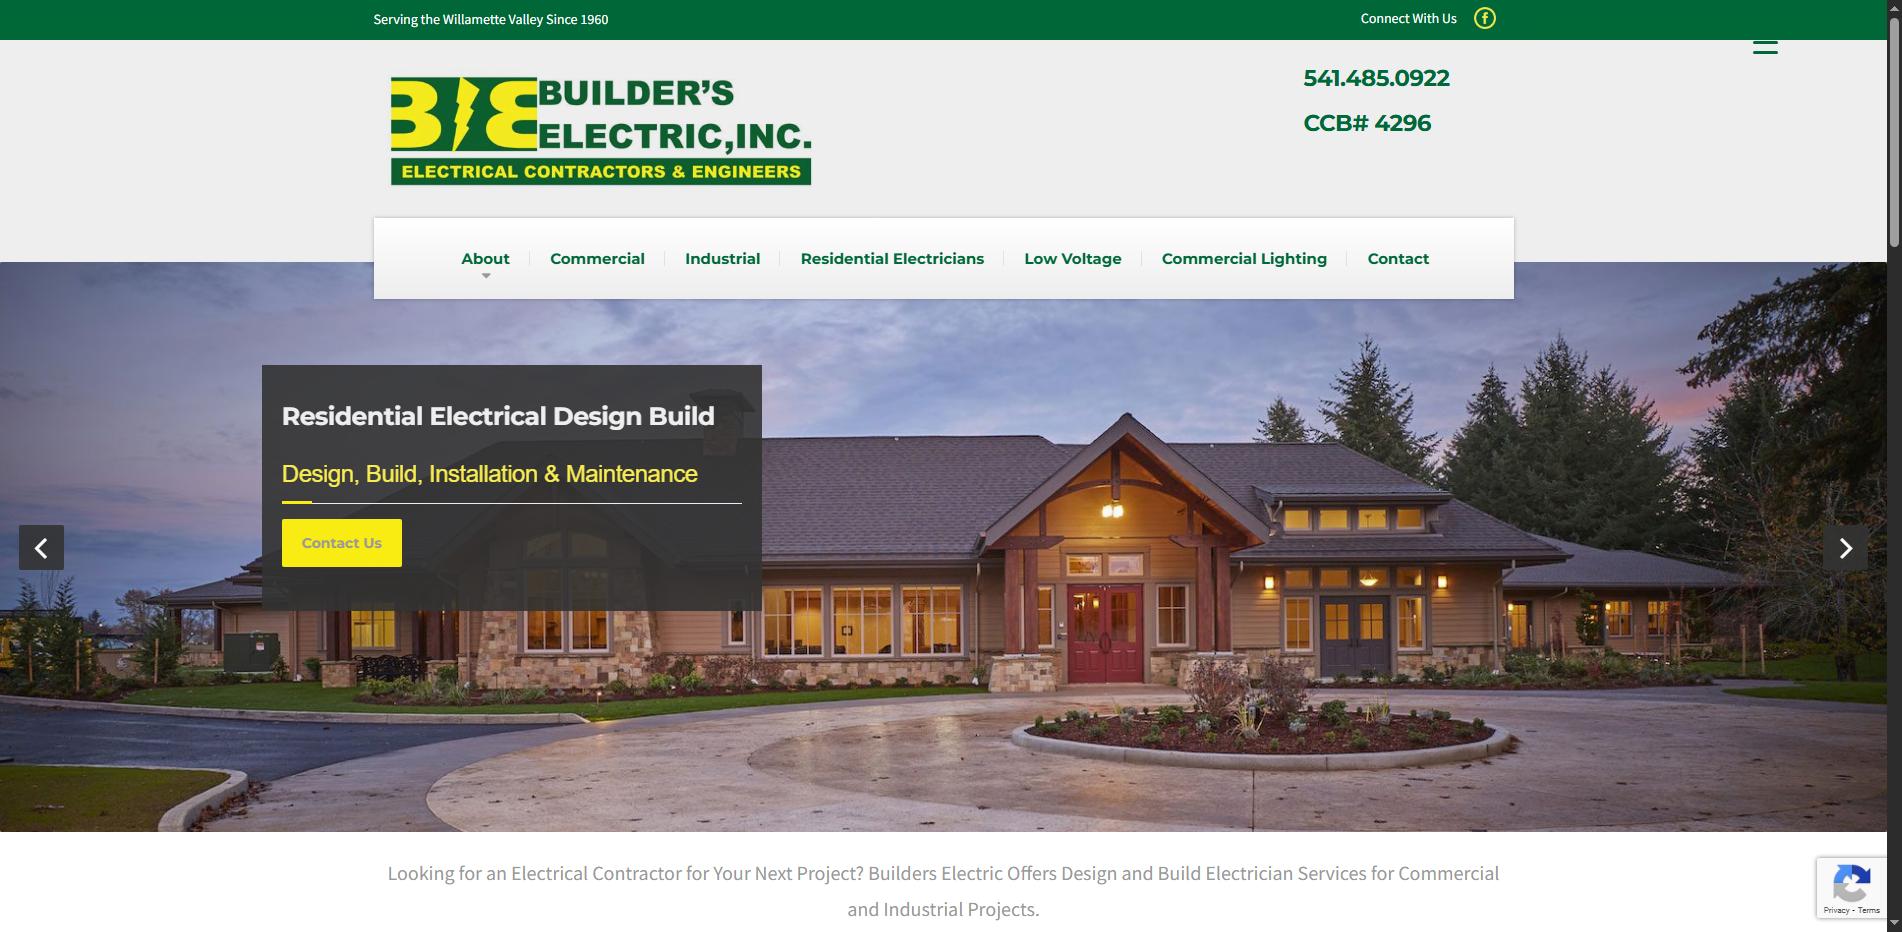 Serving the Willamette Valley Since 1960
Connect With Us
BUILDER'S
ELECTRIC,INC.
ELECTRICAL CONTRACTORS & ENGINEERS
541.485.0922
CCB# 4296
About
Commercial
Industrial
Residential Electricians
Low Voltage
Commercial Lighting
Contact
Residential Electrical Design Build
Design, Build, Installation & Maintenance
Contact Us
Looking for an Electrical Contractor for Your Next Project? Builders Electric Offers Design and Build Electrician Services for Commercial
and Industrial Projects.
Privacy - Terms